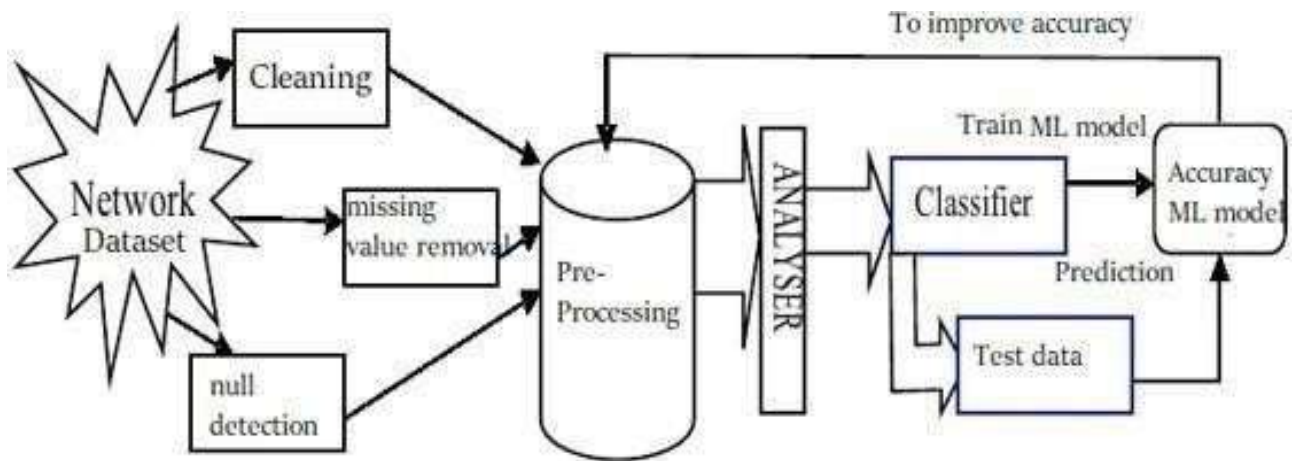 To improve accuracy
Cleaning
Network
Dataset
missing
value removal
null
detection
Pre-
Processing
ANALYSER
Train ML model
Classifier
Accuracy
ML model
Prediction
Test data